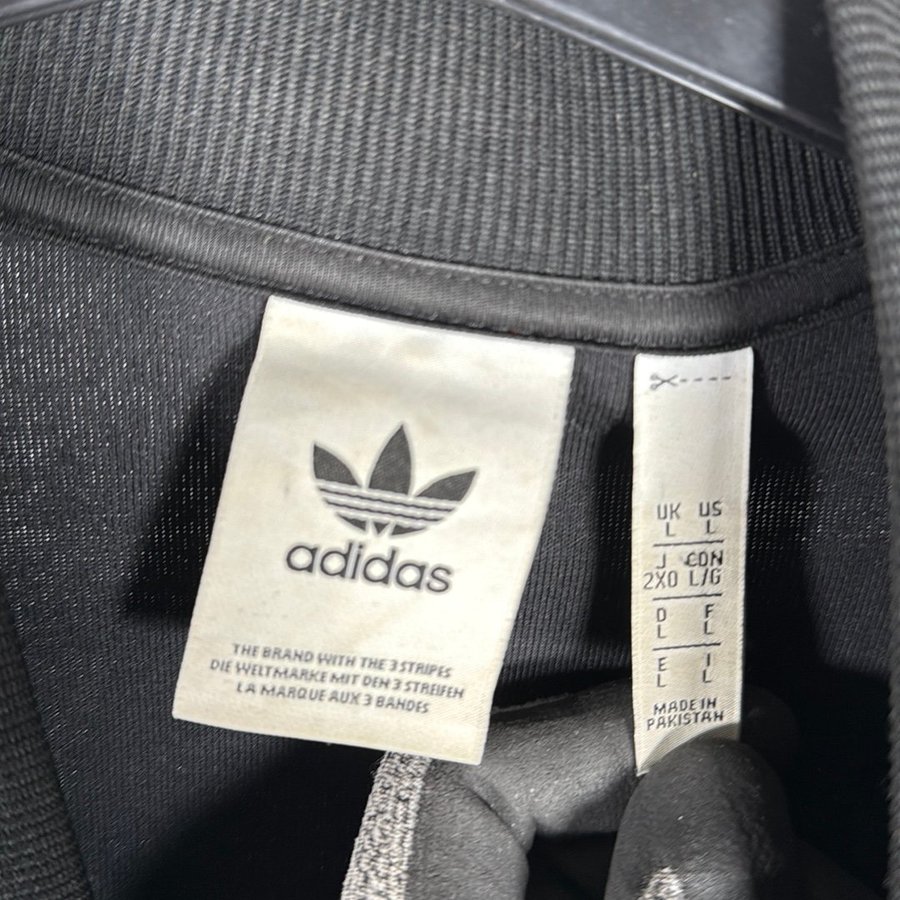 adidas
THE BRAND WITH THE 3 STRIPES
DIE WELTMARKE MIT DEN 3 STREIFEN
LA MARQUE AUX 3 BANDES
UK US
L L
J CDN
2XO L/G
D F
L L
E I
L L
MADE IN
PAKISTAN